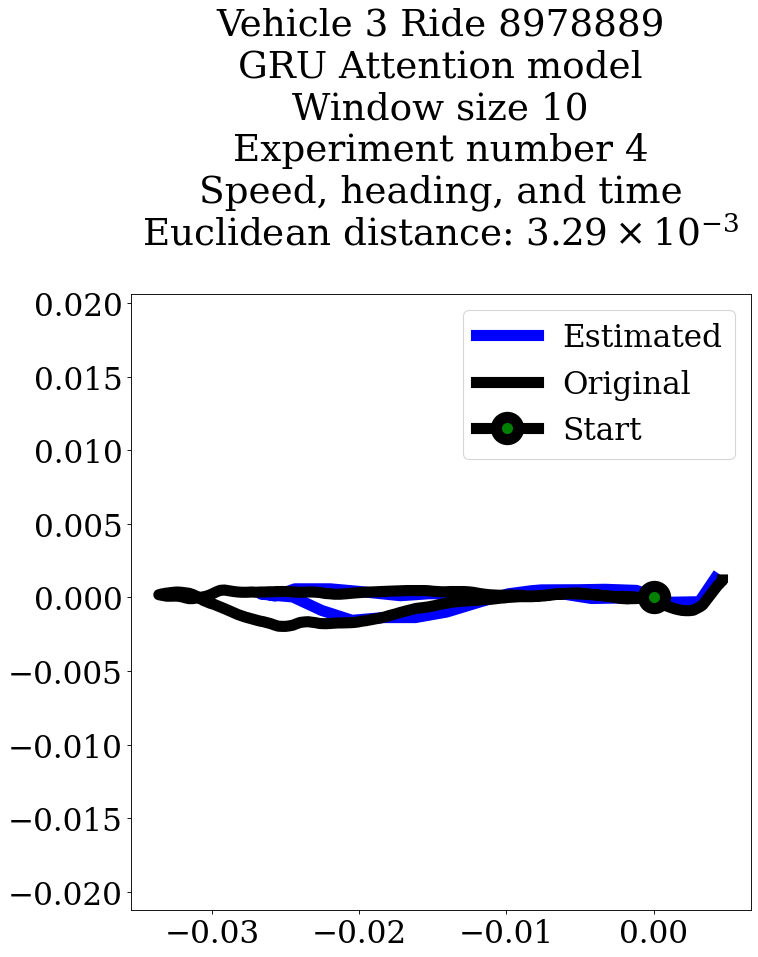 Vehicle 3 Ride 8978889
GRU Attention model
Window size 10
Experiment number 4
Speed, heading, and time
Euclidean distance: 3.29 × 10⁻³
Estimated
Original
Start
0.020
0.015
0.010
0.005
0.000
−0.005
−0.010
−0.015
−0.020
−0.03 −0.02 −0.01 0.00